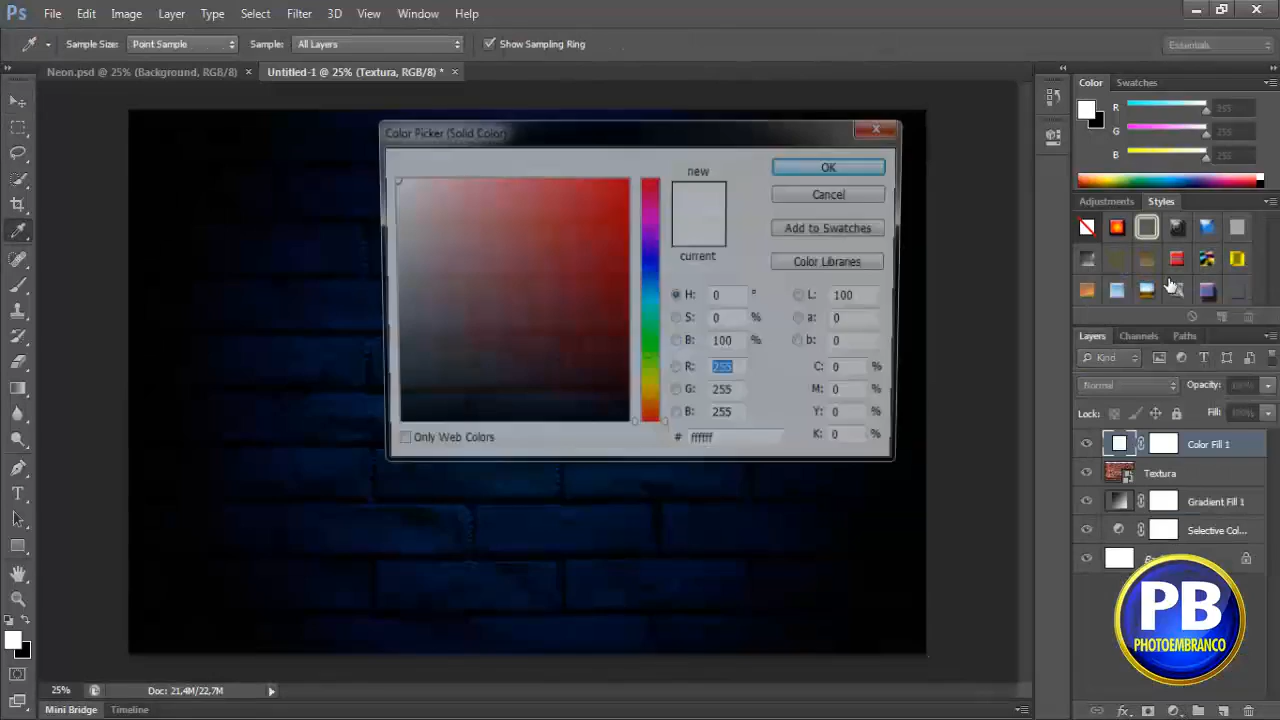 Ps File Edit Image Layer Type Select Filter 3D View Window Help
Sample Size: Point Sample Sample: All Layers Show Sampling Ring Essentials
Neon.psd @ 25% (Background, RGB/8) × Untitled-1 @ 25% (Textura, RGB/8) * ×
Color Swatches
R 255
G 255
B 255
Adjustments Styles
Color Picker (Solid Color)
new
current
OK
Cancel
Add to Swatches
Color Libraries
H: 0 ° L: 100
S: 0 % a: 0
B: 100 % b: 0
R: 255 C: 0 %
G: 255 M: 0 %
B: 255 Y: 0 %
# ffffff K: 0 %
Only Web Colors
Layers Channels Paths
Kind
Normal Opacity: 100%
Lock: Fill: 100%
Color Fill 1
Textura
Gradient Fill 1
Selective Col...
PB
PHOTOEMBRANCO
25% Doc: 21,4M/22,7M
Mini Bridge Timeline